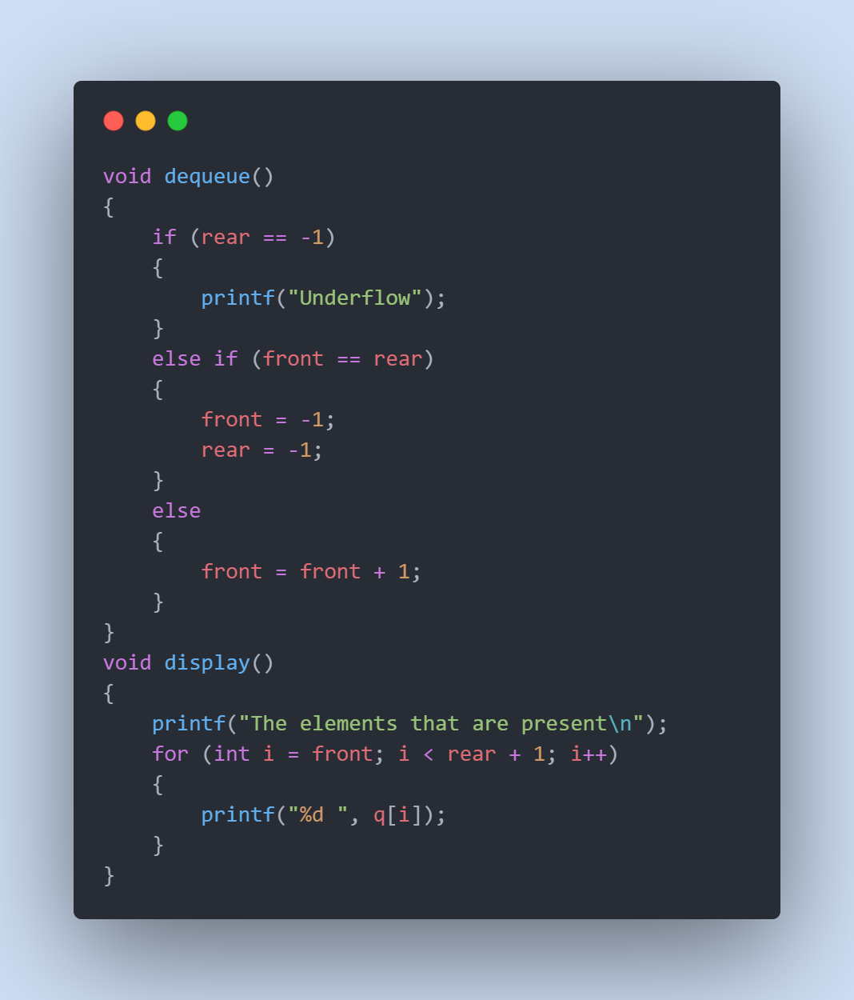 void dequeue()
{
    if (rear == -1)
    {
        printf("Underflow");
    }
    else if (front == rear)
    {
        front = -1;
        rear = -1;
    }
    else
    {
        front = front + 1;
    }
}
void display()
{
    printf("The elements that are present\n");
    for (int i = front; i < rear + 1; i++)
    {
        printf("%d ", q[i]);
    }
}